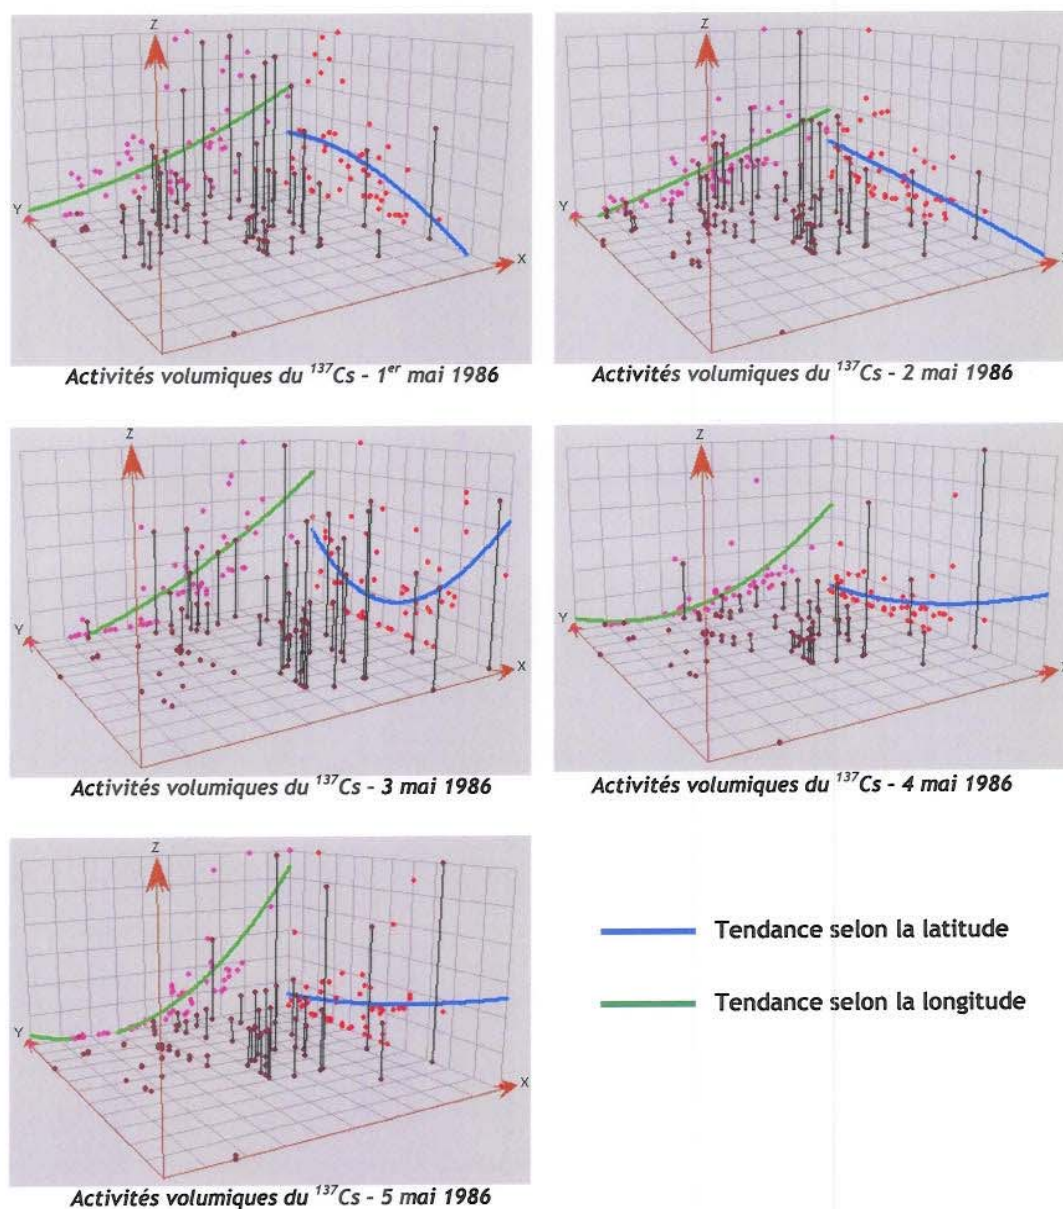 Z
Y
X
Activités volumiques du ¹³⁷Cs - 1er mai 1986
Z
Y
Activités volumiques du ¹³⁷Cs - 2 mai 1986
Z
Y
X
Activités volumiques du ¹³⁷Cs - 3 mai 1986
Z
Y
Activités volumiques du ¹³⁷Cs - 4 mai 1986
Z
Y
X
Activités volumiques du ¹³⁷Cs - 5 mai 1986
Tendance selon la latitude
Tendance selon la longitude